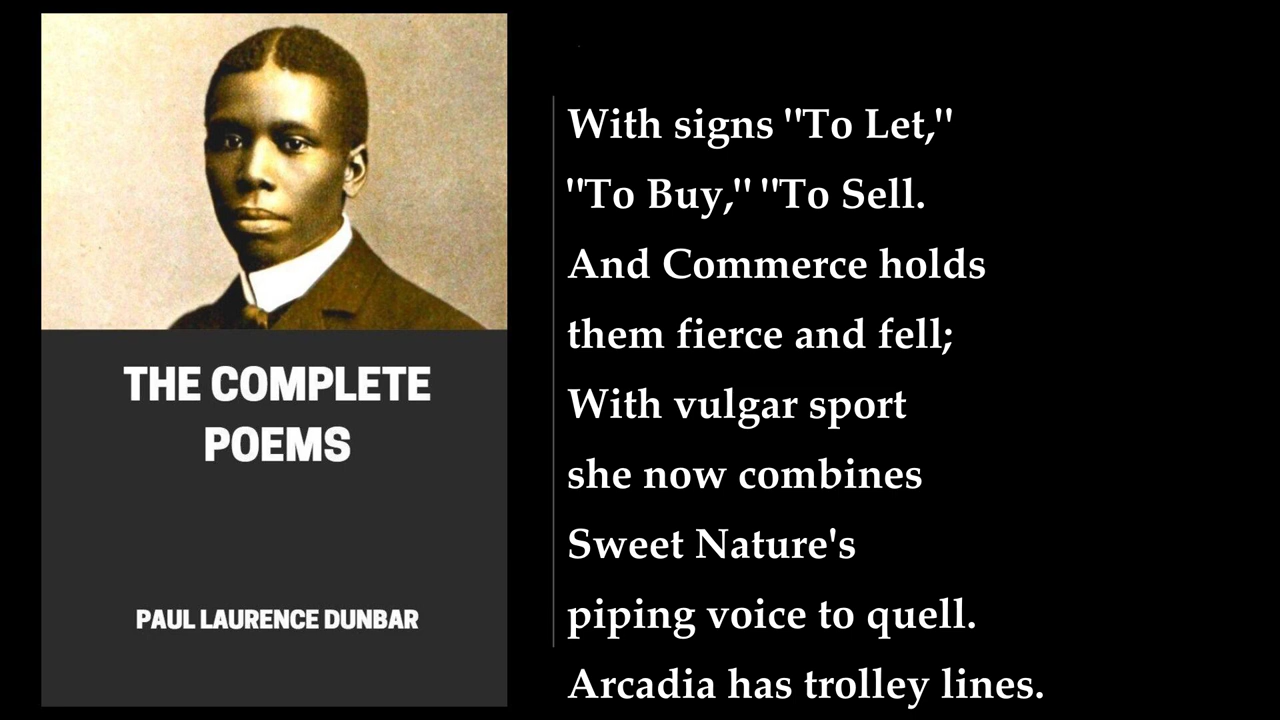 THE COMPLETE
POEMS
PAUL LAURENCE DUNBAR
With signs "To Let,"
"To Buy," "To Sell.
And Commerce holds
them fierce and fell;
With vulgar sport
she now combines
Sweet Nature's
piping voice to quell.
Arcadia has trolley lines.